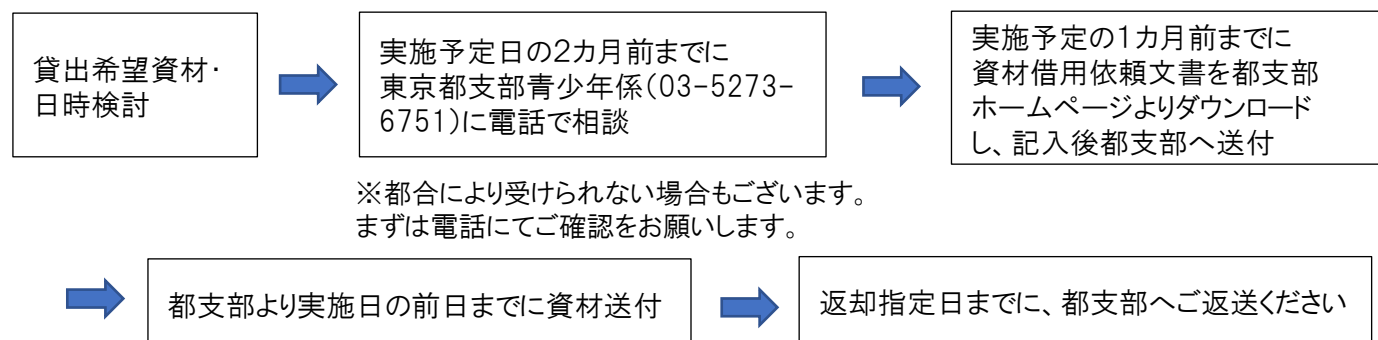 貸出希望資材・
日時検討
実施予定日の2カ月前までに
東京都支部青少年係(03-5273-
6751)に電話で相談
実施予定の1カ月前までに
資材借用依頼文書を都支部
ホームページよりダウンロード
し、記入後都支部へ送付
※都合により受けられない場合もございます。
まずは電話にてご確認をお願いします。
都支部より実施日の前日までに資材送付
返却指定日までに、都支部へご返送ください